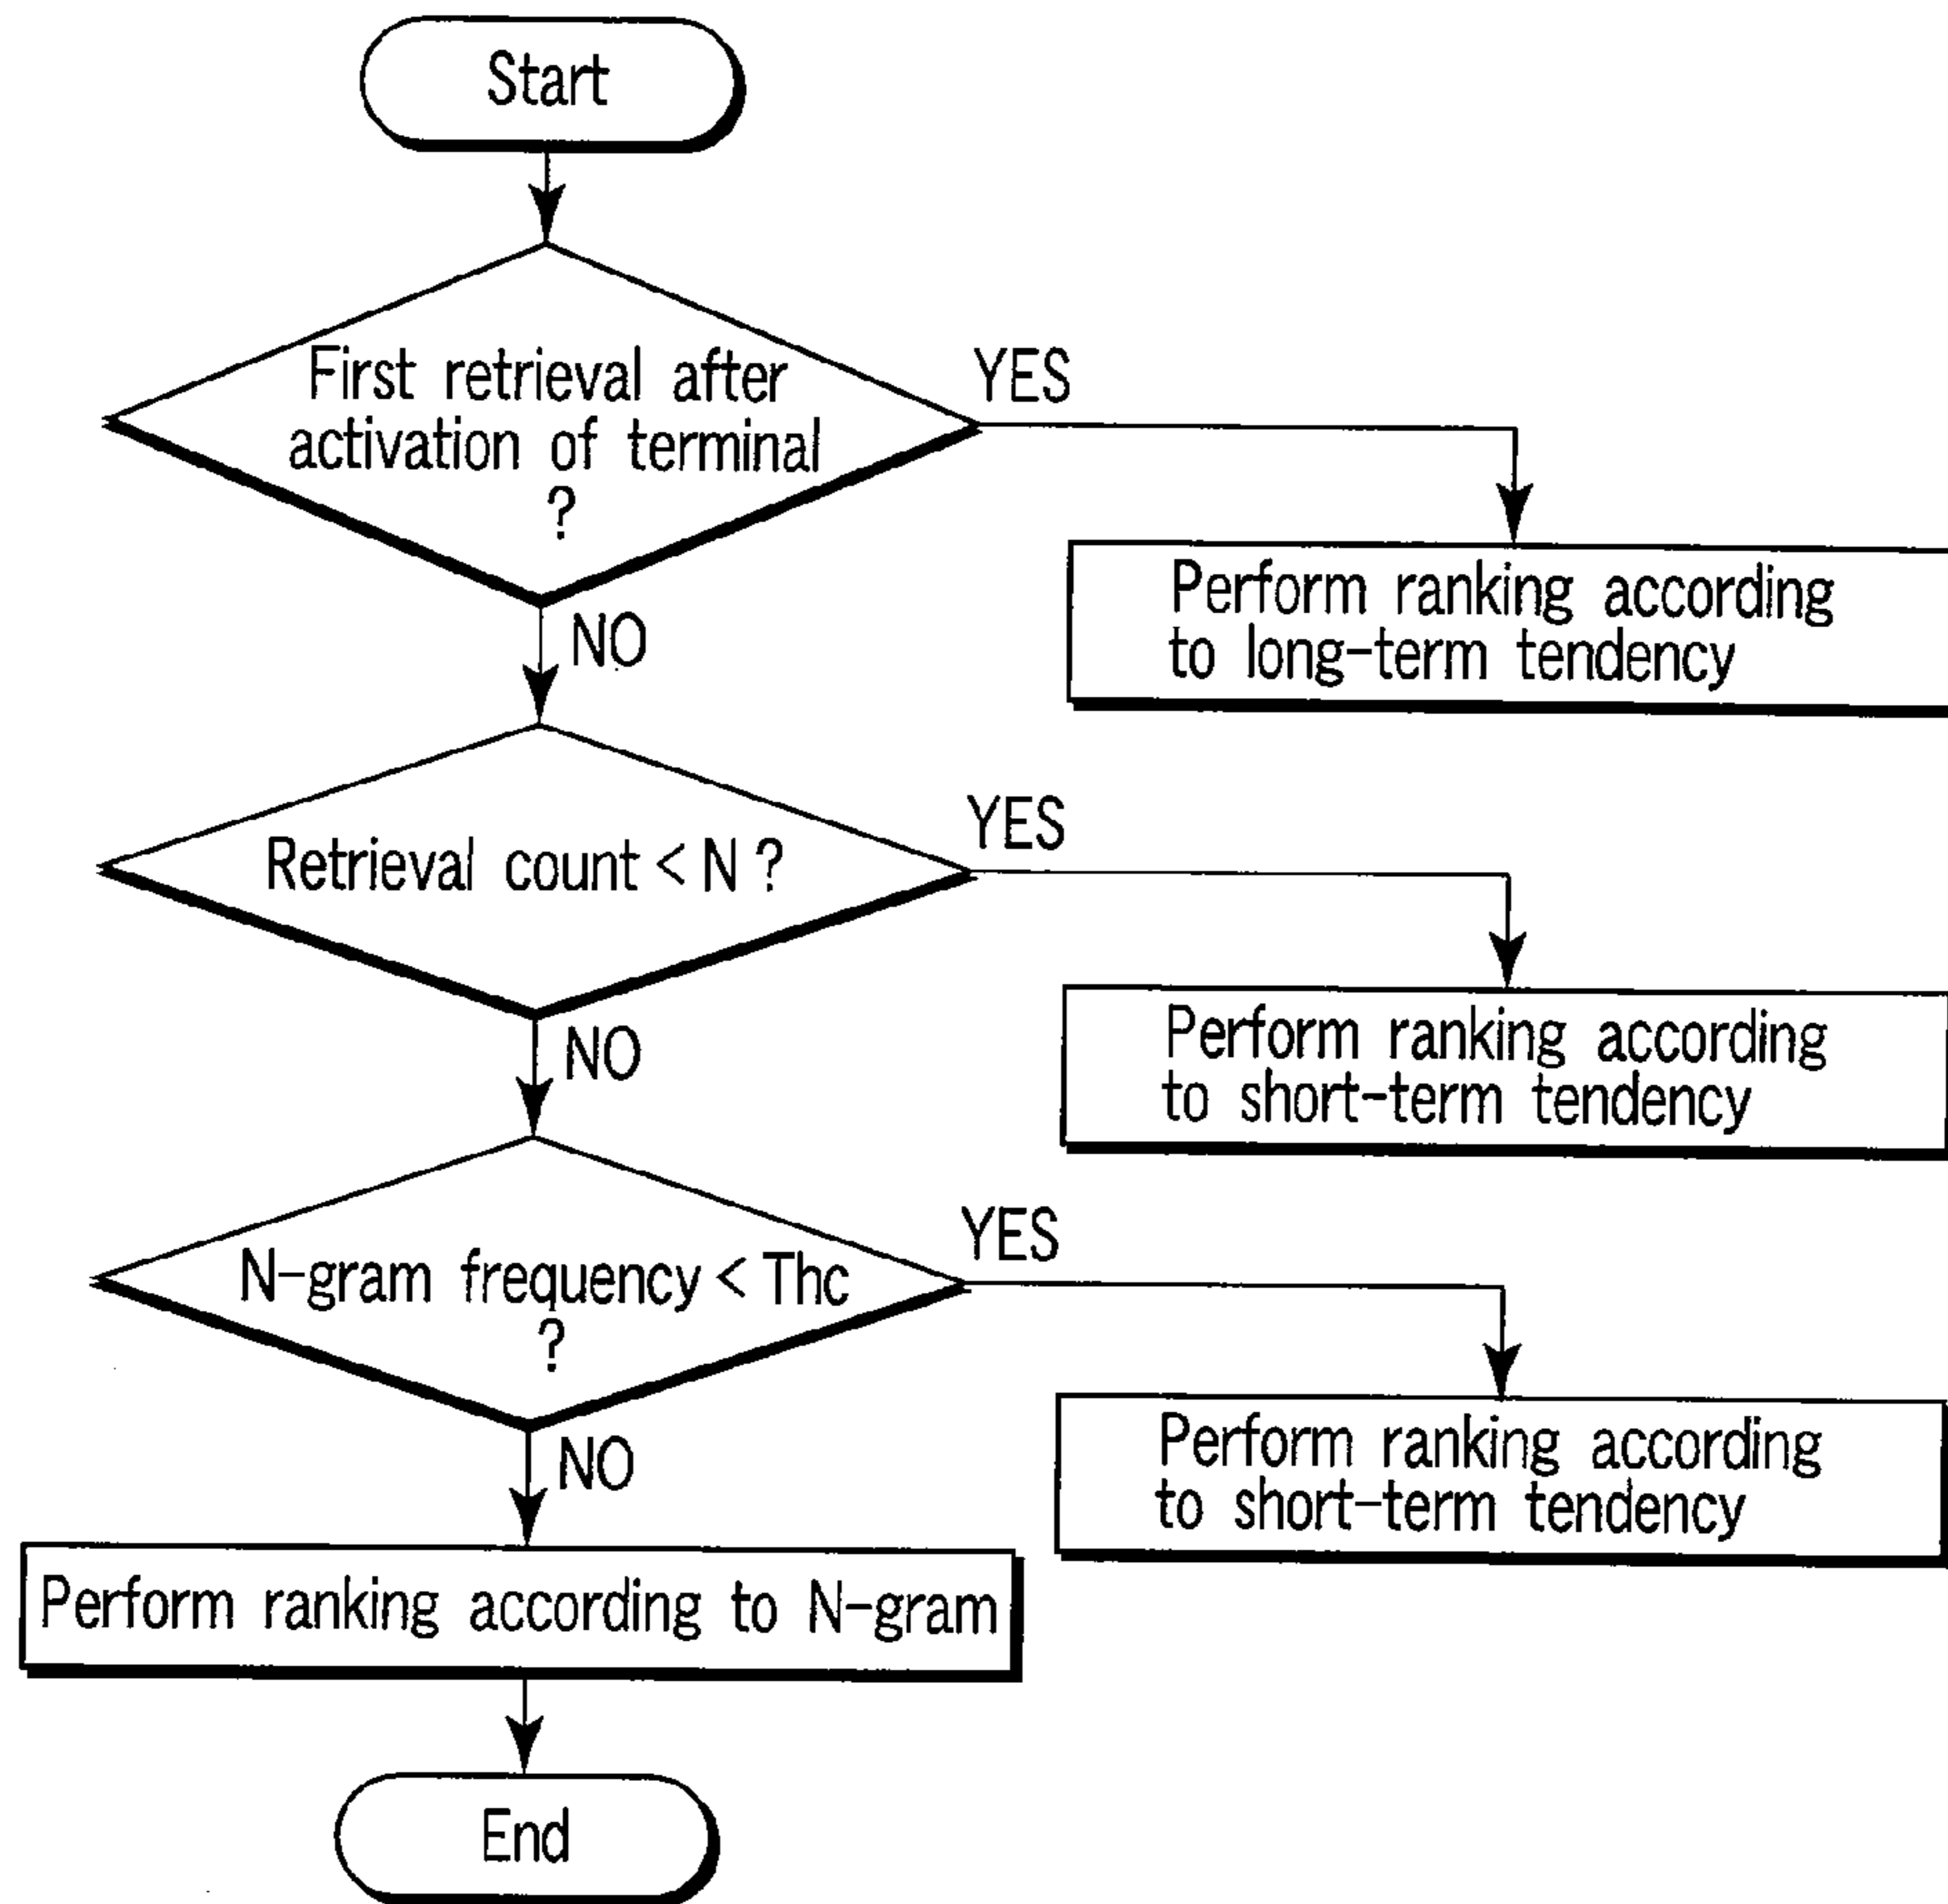 Start
First retrieval after
activation of terminal
?
YES
Perform ranking according
to long-term tendency
NO
Retrieval count < N ?
YES
Perform ranking according
to short-term tendency
NO
N-gram frequency < Thc
?
YES
Perform ranking according
to short-term tendency
NO
Perform ranking according to N-gram
End